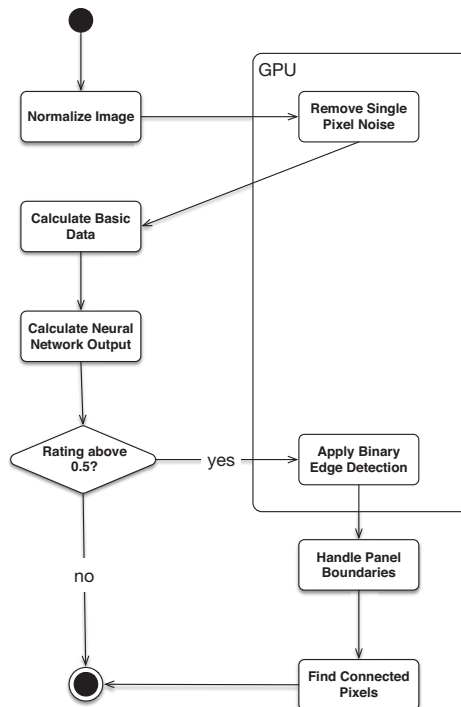 GPU
Normalize Image
Remove Single
Pixel Noise
Calculate Basic
Data
Calculate Neural
Network Output
Rating above
0.5?
yes
Apply Binary
Edge Detection
Handle Panel
Boundaries
no
Find Connected
Pixels